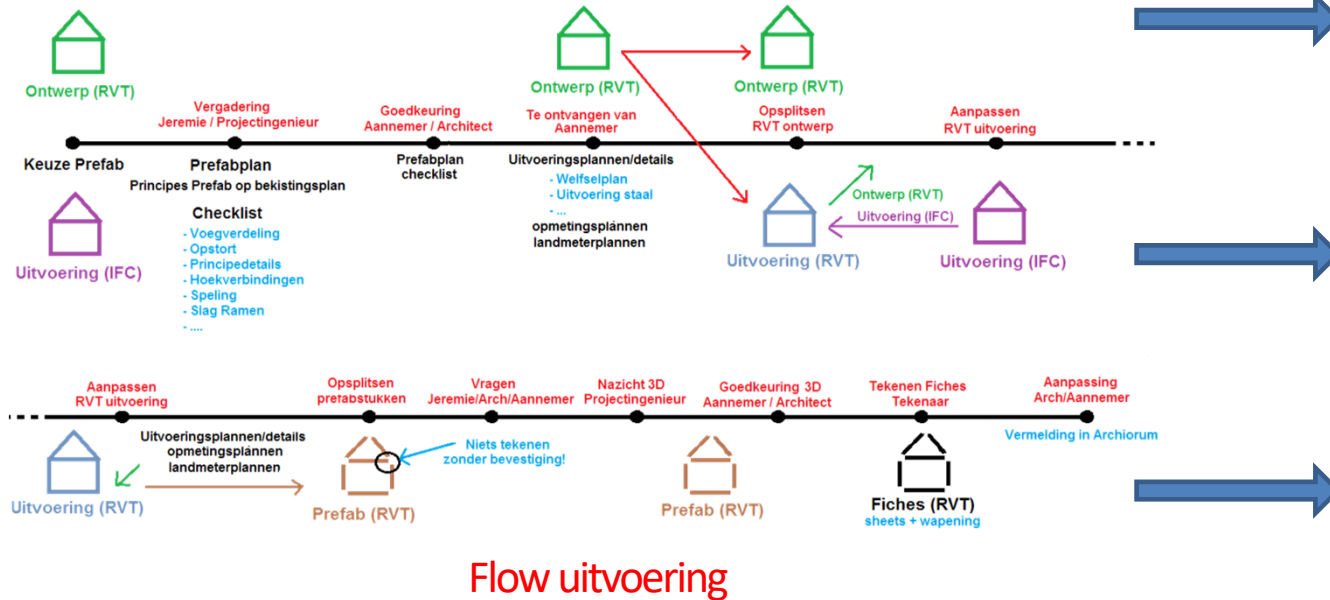 Ontwerp (RVT)
Ontwerp (RVT)
Ontwerp (RVT)
Vergadering
Jeremie / Projectingenieur
Goedkeuring
Aannemer / Architect
Te ontvangen van
Aannemer
Opsplitsen
RVT ontwerp
Aanpassen
RVT uitvoering
Keuze Prefab
Prefabplan
Principes Prefab op bekistingsplan
Checklist
- Voegverdeling
- Opstort
- Principedetails
- Hoekverbindingen
- Speling
- Slag Ramen
- ....
Prefabplan
checklist
Uitvoeringsplannen/details
- Welfselplan
- Uitvoering staal
- ...
opmetingsplannen
landmeterplannen
Ontwerp (RVT)
Uitvoering (IFC)
Uitvoering (IFC)
Uitvoering (RVT)
Uitvoering (IFC)
Aanpassen
RVT uitvoering
Opsplitsen
prefabstukken
Vragen
Jeremie/Arch/Aannemer
Nazicht 3D
Projectingenieur
Goedkeuring 3D
Aannemer / Architect
Tekenen Fiches
Tekenaar
Aanpassing
Arch/Aannemer
Uitvoeringsplannen/details
opmetingsplannen
landmeterplannen
Niets tekenen
zonder bevestiging!
Vermelding in Archiorum
Uitvoering (RVT)
Prefab (RVT)
Prefab (RVT)
Fiches (RVT)
sheets + wapening
Flow uitvoering